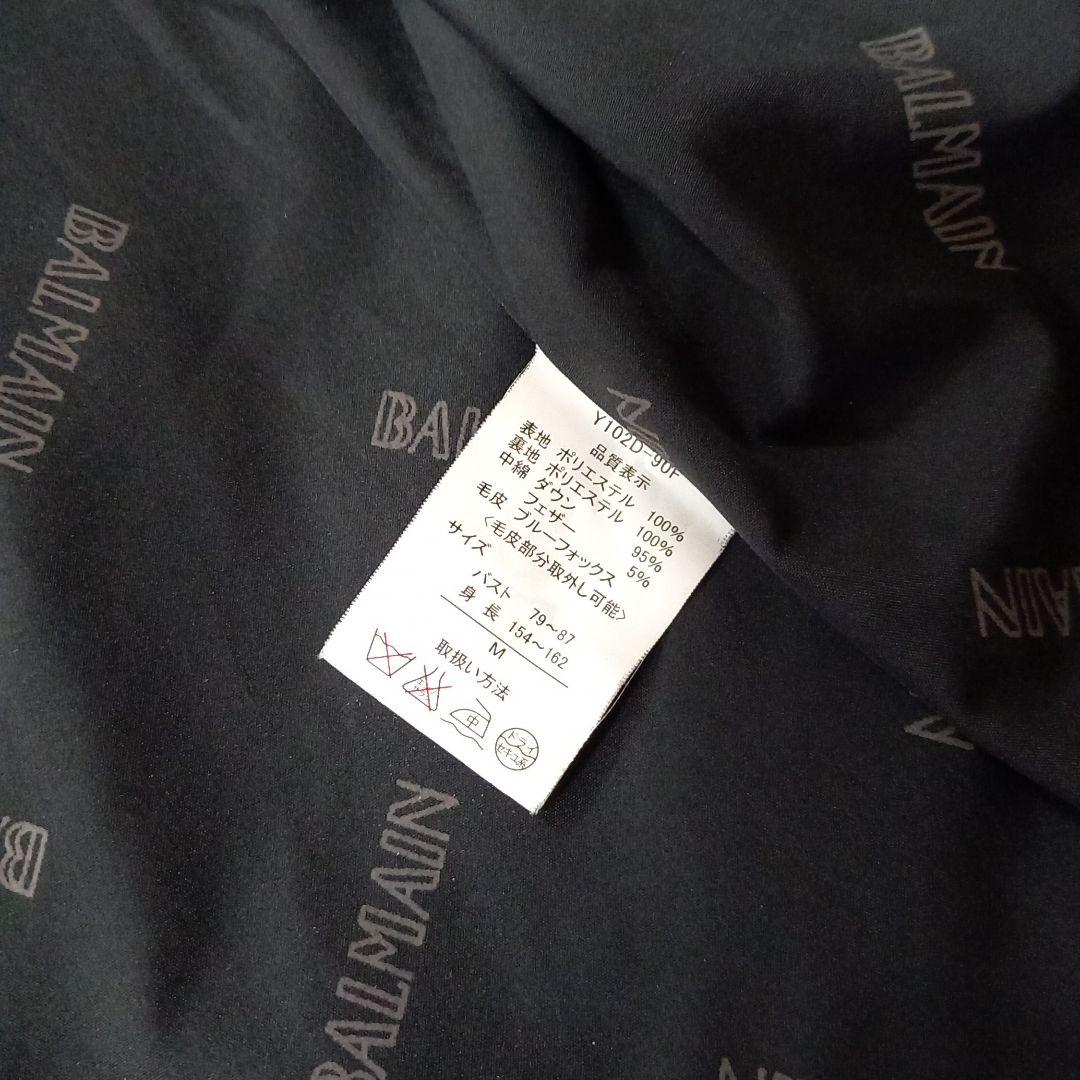 BALMAIN
BALMAIN
BAL
Y102D-90F
品質表示
表地 ポリエステル 100%
裏地 ポリエステル 100%
中綿 ダウン 95%
フェザー 5%
毛皮 ブルーフォックス
<毛皮部分取外し可能>
サイズ
バスト 79~87
身長 154~162
M
取扱い方法
中
ドライ
セキユ系
MAIN
B
BALMAIN